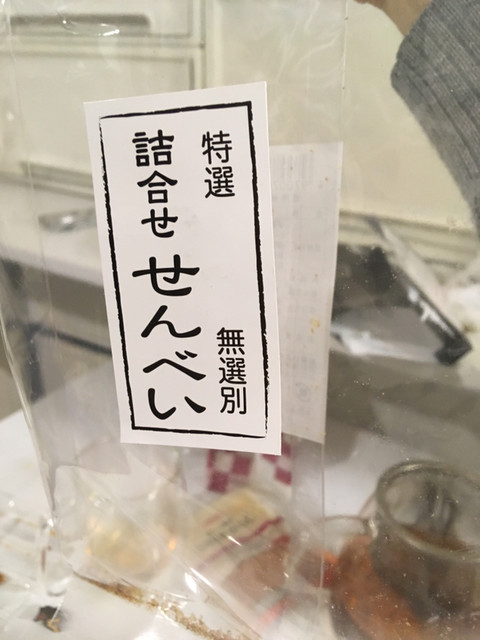 特選
無選別
詰合せ せんべい